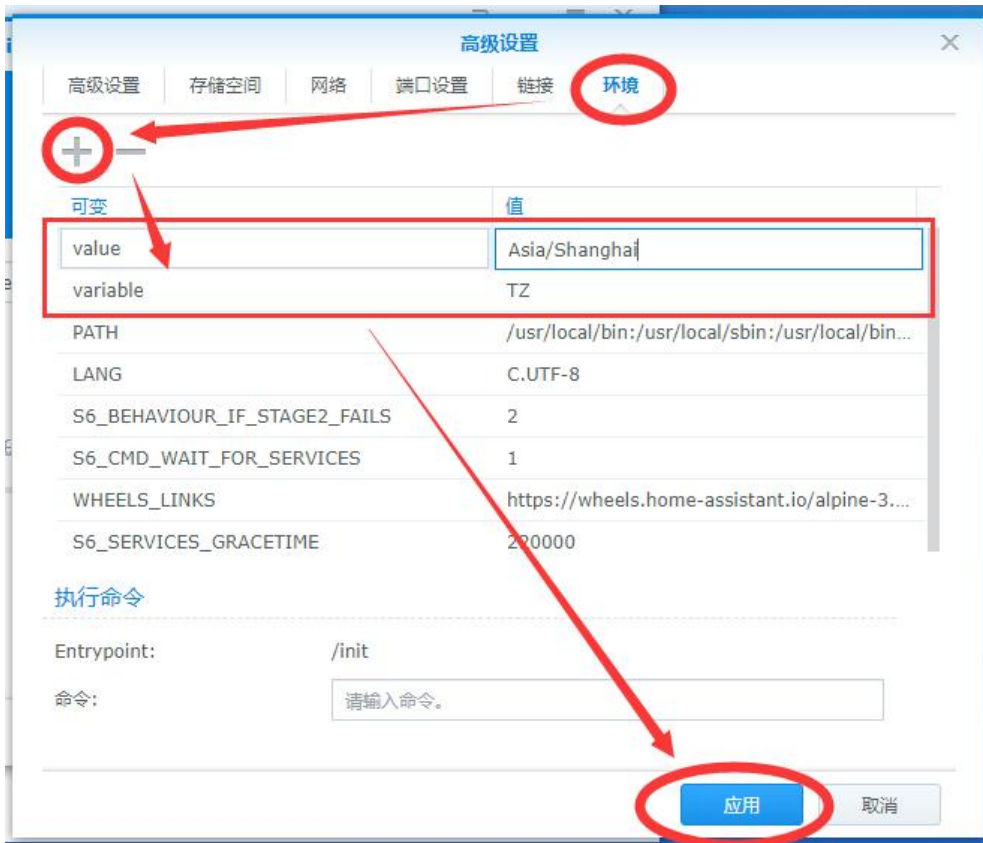 高级设置
高级设置 存储空间 网络 端口设置 链接 环境
可变 值
value Asia/Shanghai
variable TZ
PATH /usr/local/bin:/usr/local/sbin:/usr/local/bin...
LANG C.UTF-8
S6_BEHAVIOUR_IF_STAGE2_FAILS 2
S6_CMD_WAIT_FOR_SERVICES 1
WHEELS_LINKS https://wheels.home-assistant.io/alpine-3....
S6_SERVICES_GRACETIME 220000
执行命令
Entrypoint: /init
命令: 请输入命令。
应用 取消